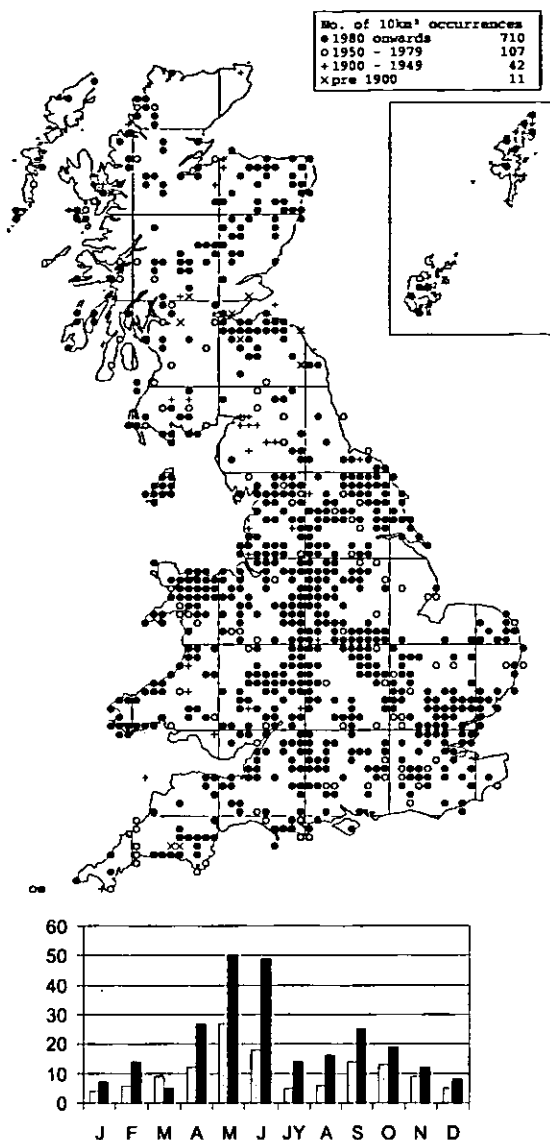 No. of 10km² occurrences
● 1980 onwards 710
○ 1950 - 1979 107
+ 1900 - 1949 42
× pre 1900 11
60
50
40
30
20
10
0
J F M A M J JY A S O N D